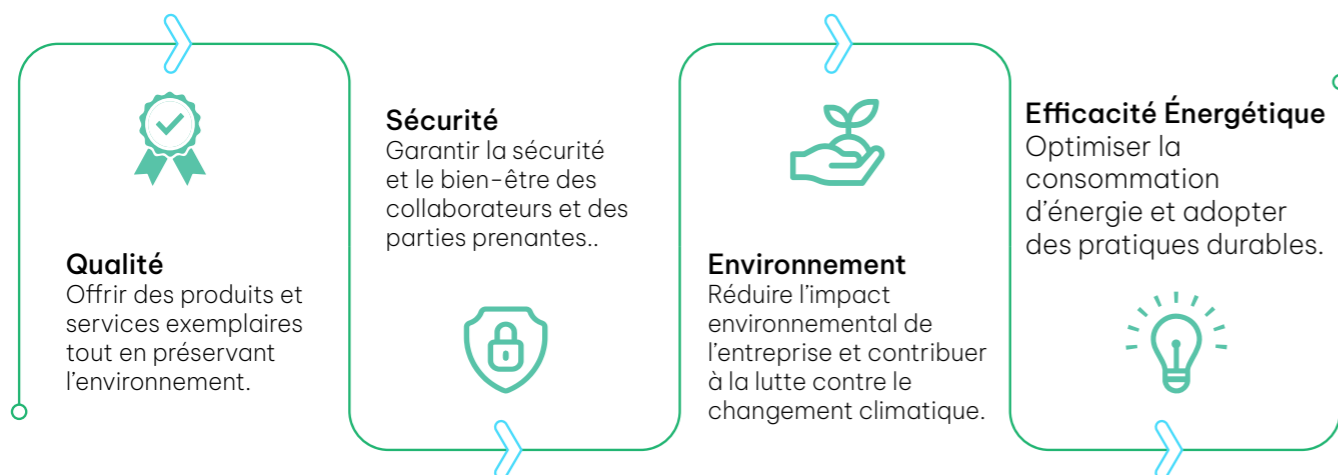 Qualité
Offrir des produits et
services exemplaires
tout en préservant
l'environnement.
Sécurité
Garantir la sécurité
et le bien-être des
collaborateurs et des
parties prenantes..
Environnement
Réduire l'impact
environnemental de
l'entreprise et contribuer
à la lutte contre le
changement climatique.
Efficacité Énergétique
Optimiser la
consommation
d'énergie et adopter
des pratiques durables.